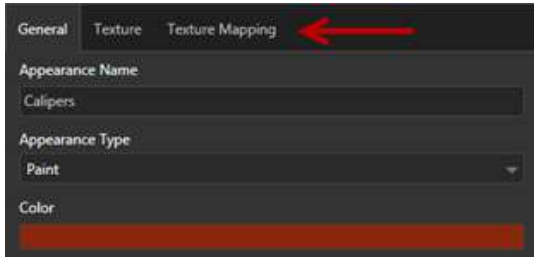 General Texture Texture Mapping
Appearance Name
Calipers
Appearance Type
Paint
Color